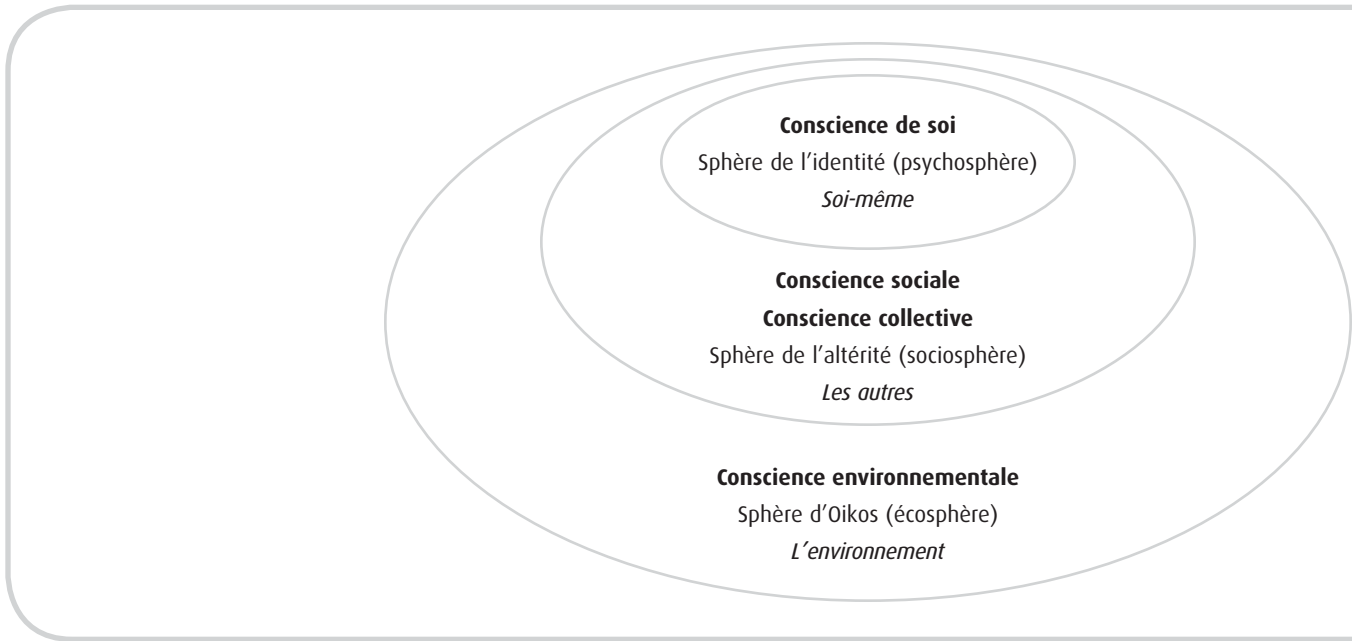 Conscience de soi
Sphère de l’identité (psychosphère)
Soi-même
Conscience sociale
Conscience collective
Sphère de l’altérité (sociosphère)
Les autres
Conscience environnementale
Sphère d’Oikos (écosphère)
L’environnement